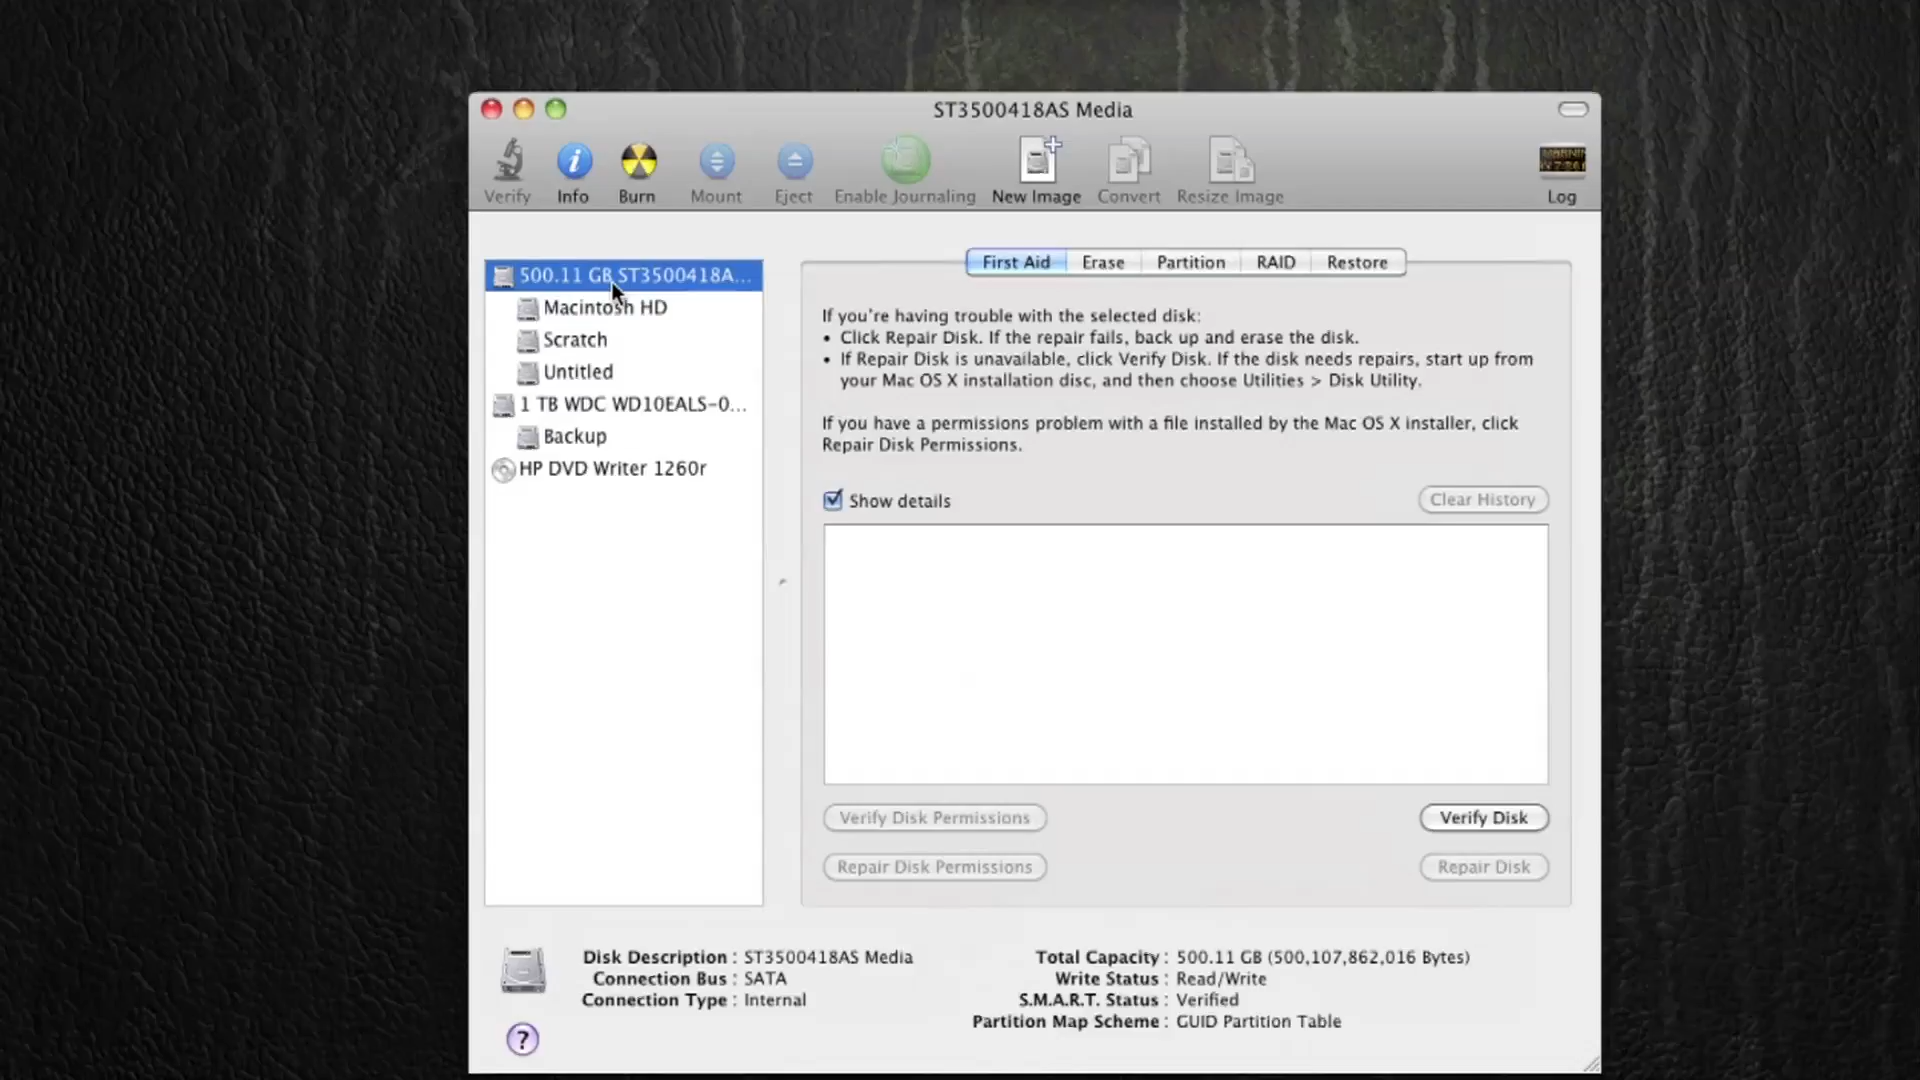 ST3500418AS Media
Verify
Info
Burn
Mount
Eject
Enable Journaling
New Image
Convert
Resize Image
Log
500.11 GB ST3500418A...
Macintosh HD
Scratch
Untitled
1 TB WDC WD10EALS-0...
Backup
HP DVD Writer 1260r
First Aid
Erase
Partition
RAID
Restore
If you're having trouble with the selected disk:
• Click Repair Disk. If the repair fails, back up and erase the disk.
• If Repair Disk is unavailable, click Verify Disk. If the disk needs repairs, start up from
your Mac OS X installation disc, and then choose Utilities > Disk Utility.
If you have a permissions problem with a file installed by the Mac OS X installer, click
Repair Disk Permissions.
Show details
Clear History
Verify Disk Permissions
Verify Disk
Repair Disk Permissions
Repair Disk
Disk Description : ST3500418AS Media
Connection Bus : SATA
Connection Type : Internal
Total Capacity : 500.11 GB (500,107,862,016 Bytes)
Write Status : Read/Write
S.M.A.R.T. Status : Verified
Partition Map Scheme : GUID Partition Table
?